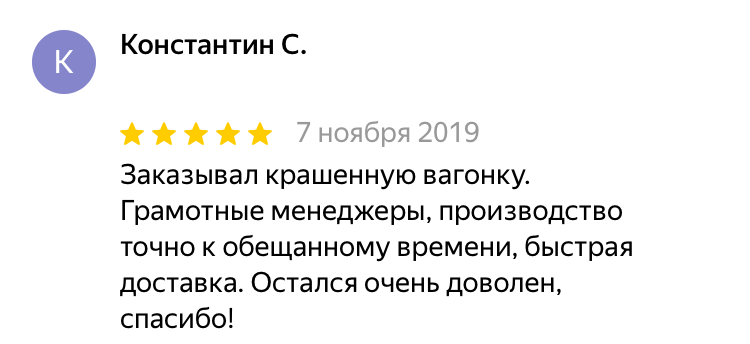 К
Константин С.
7 ноября 2019
Заказывал крашенную вагонку.
Грамотные менеджеры, производство
точно к обещанному времени, быстрая
доставка. Остался очень доволен,
спасибо!